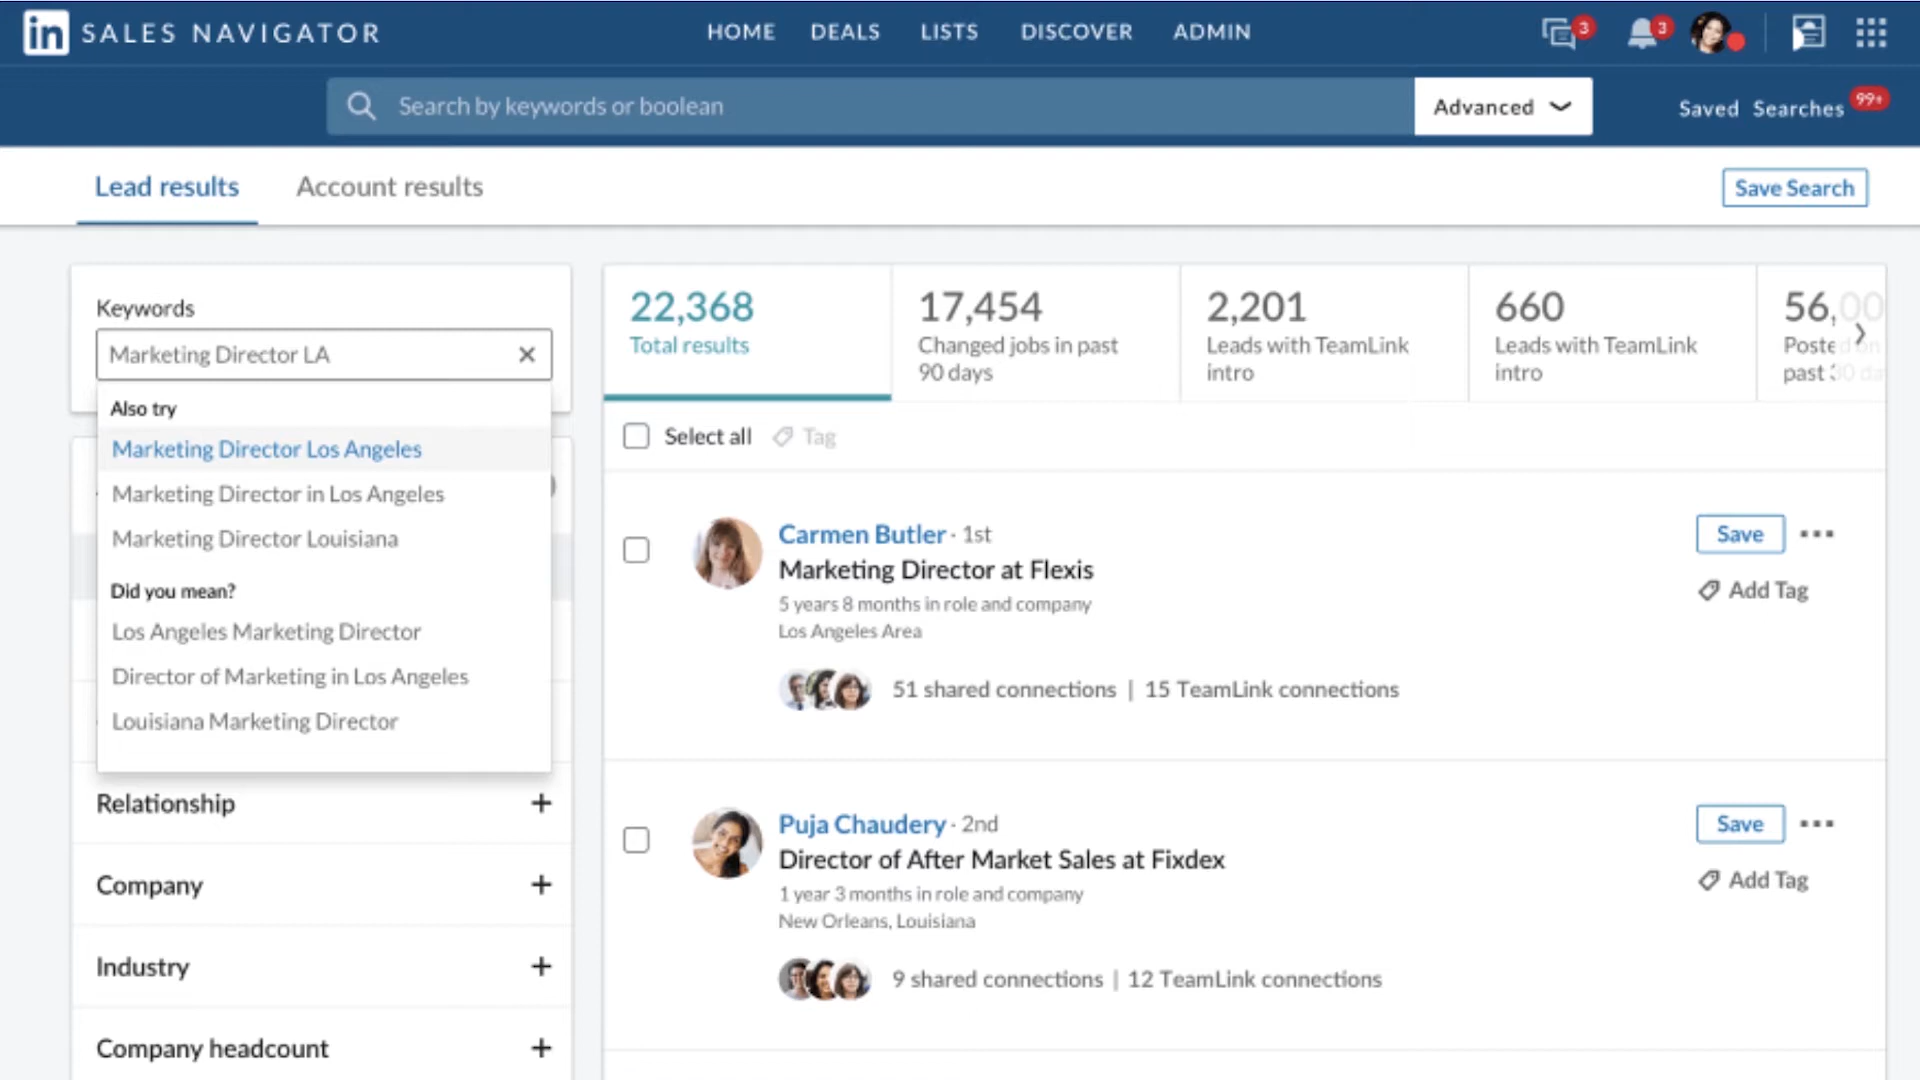 in SALES NAVIGATOR
HOME DEALS LISTS DISCOVER ADMIN
3 3
Search by keywords or boolean
Advanced
Saved Searches 99+
Lead results Account results
Save Search
Keywords
Marketing Director LA
Also try
Marketing Director Los Angeles
Marketing Director in Los Angeles
Marketing Director Louisiana
Did you mean?
Los Angeles Marketing Director
Director of Marketing in Los Angeles
Louisiana Marketing Director
Relationship +
Company +
Industry +
Company headcount +
22,368
Total results
17,454
Changed jobs in past
90 days
2,201
Leads with TeamLink
intro
660
Leads with TeamLink
intro
56,00
Posted on
past 30 da
Select all Tag
Carmen Butler · 1st
Marketing Director at Flexis
5 years 8 months in role and company
Los Angeles Area
51 shared connections | 15 TeamLink connections
Save
Add Tag
Puja Chaudery · 2nd
Director of After Market Sales at Fixdex
1 year 3 months in role and company
New Orleans, Louisiana
9 shared connections | 12 TeamLink connections
Save
Add Tag